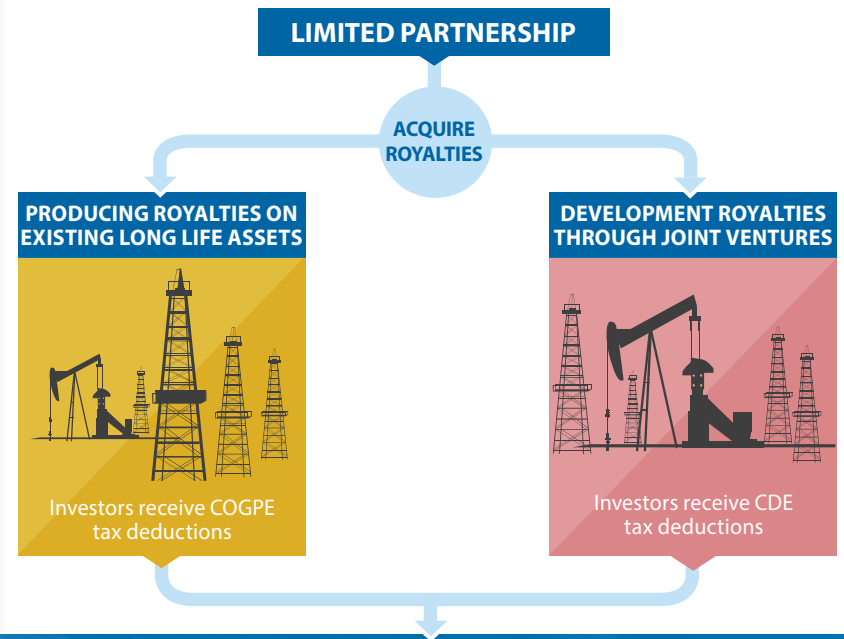 LIMITED PARTNERSHIP
ACQUIRE
ROYALTIES
PRODUCING ROYALTIES ON
EXISTING LONG LIFE ASSETS
Investors receive COGPE
tax deductions
DEVELOPMENT ROYALTIES
THROUGH JOINT VENTURES
Investors receive CDE
tax deductions